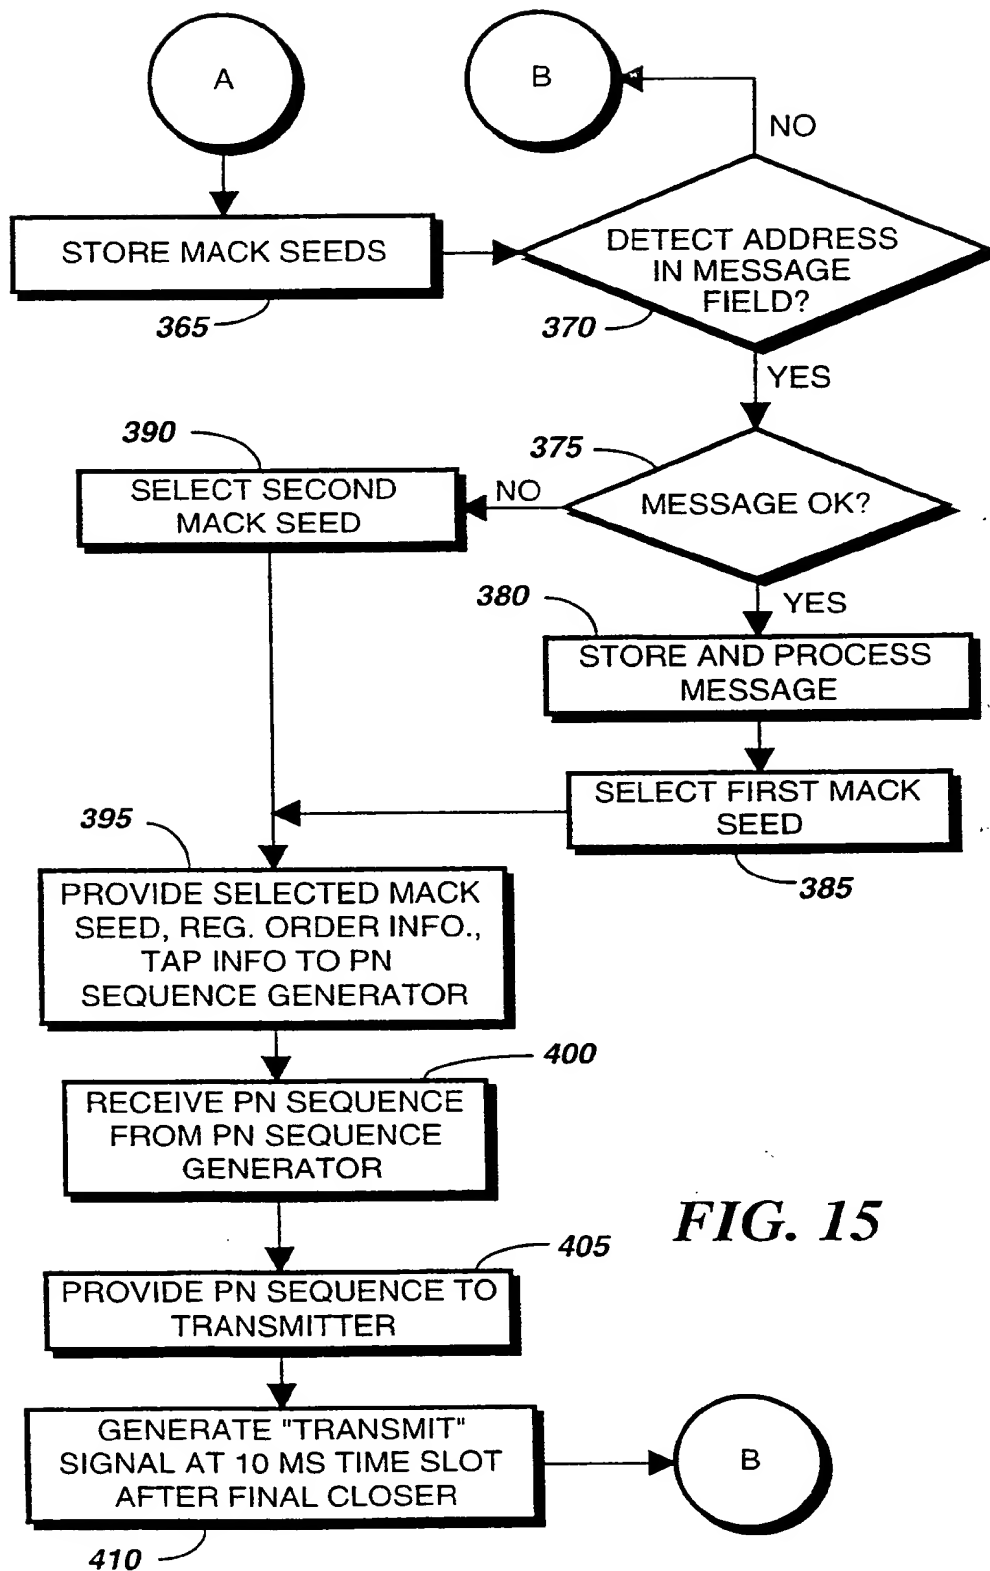 A
B
NO
STORE MACK SEEDS
365
DETECT ADDRESS
IN MESSAGE
FIELD?
370
YES
390
SELECT SECOND
MACK SEED
NO
375
MESSAGE OK?
YES
380
STORE AND PROCESS
MESSAGE
SELECT FIRST MACK
SEED
385
395
PROVIDE SELECTED MACK
SEED, REG. ORDER INFO.,
TAP INFO TO PN
SEQUENCE GENERATOR
400
RECEIVE PN SEQUENCE
FROM PN SEQUENCE
GENERATOR
FIG. 15
405
PROVIDE PN SEQUENCE TO
TRANSMITTER
GENERATE "TRANSMIT"
SIGNAL AT 10 MS TIME SLOT
AFTER FINAL CLOSER
410
B